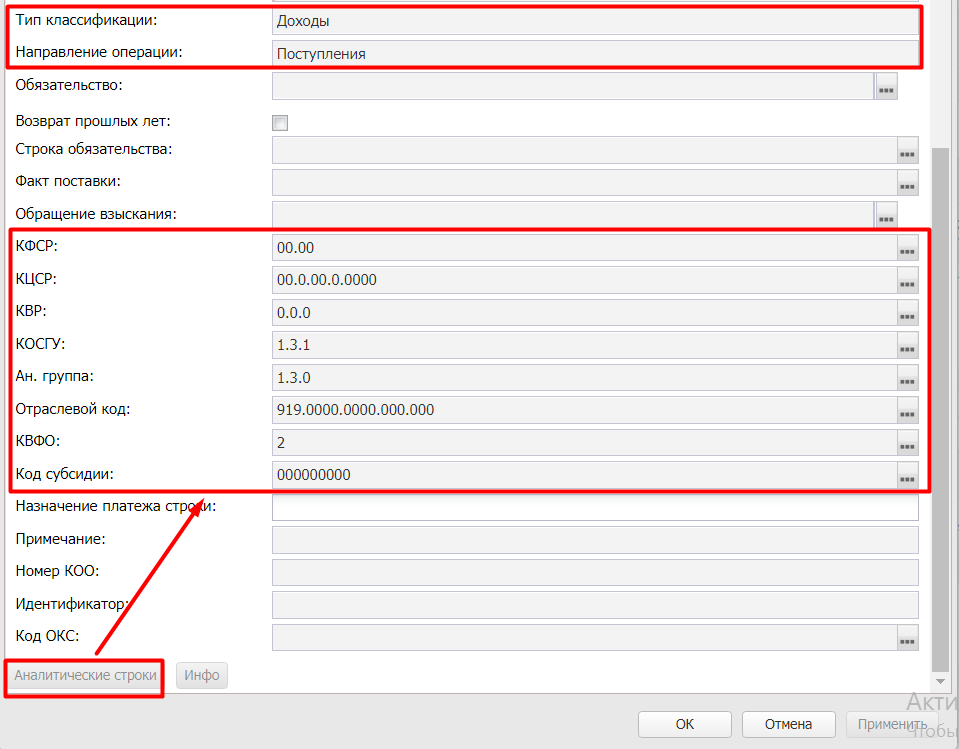 Тип классификации: Доходы
Направление операции: Поступления
Обязательство:
Возврат прошлых лет:
Строка обязательства:
Факт поставки:
Обращение взыскания:
КФСР: 00.00
КЦСР: 00.0.00.0.0000
КВР: 0.0.0
КОСГУ: 1.3.1
Ан. группа: 1.3.0
Отраслевой код: 919.0000.0000.000.000
КВФО: 2
Код субсидии: 000000000
Назначение платежа строки:
Примечание:
Номер КОО:
Идентификатор:
Код ОКС:
Аналитические строки Инфо
Акти
ОК Отмена Применить
Чтобы